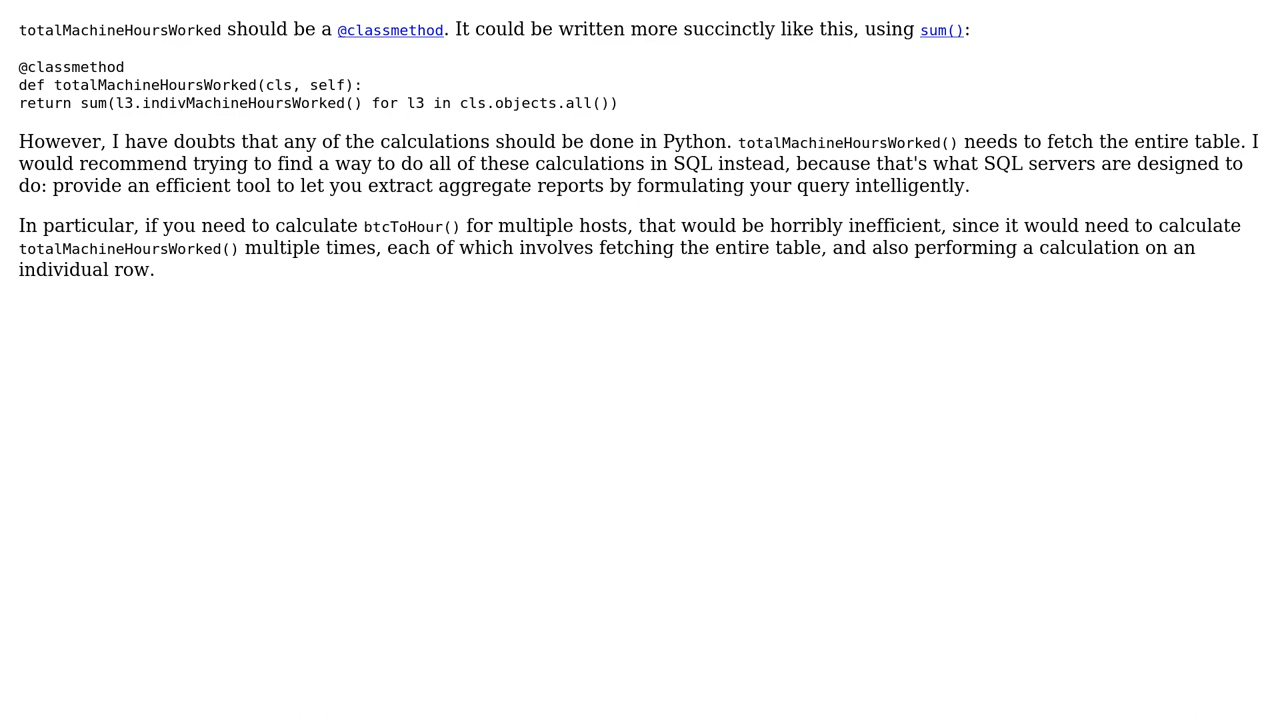 totalMachineHoursWorked should be a @classmethod. It could be written more succinctly like this, using sum():
@classmethod
def totalMachineHoursWorked(cls, self):
return sum(l3.indivMachineHoursWorked() for l3 in cls.objects.all())
However, I have doubts that any of the calculations should be done in Python. totalMachineHoursWorked() needs to fetch the entire table. I
would recommend trying to find a way to do all of these calculations in SQL instead, because that's what SQL servers are designed to
do: provide an efficient tool to let you extract aggregate reports by formulating your query intelligently.
In particular, if you need to calculate btcToHour() for multiple hosts, that would be horribly inefficient, since it would need to calculate
totalMachineHoursWorked() multiple times, each of which involves fetching the entire table, and also performing a calculation on an
individual row.